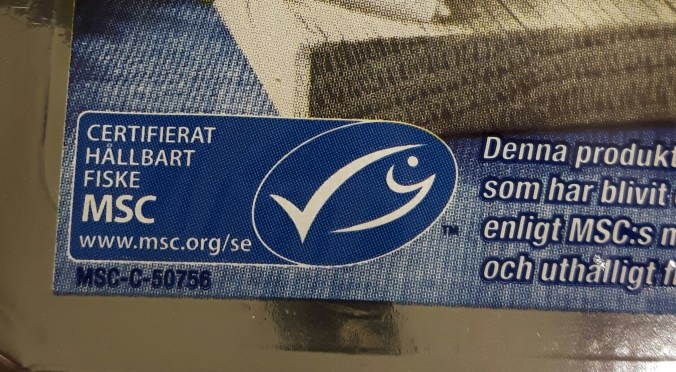 CERTIFIERAT
HÅLLBART
FISKE
MSC
www.msc.org/se
TM
MSC-C-50756
Denna produkt
som har blivit
enligt MSC:s
och uthålligt